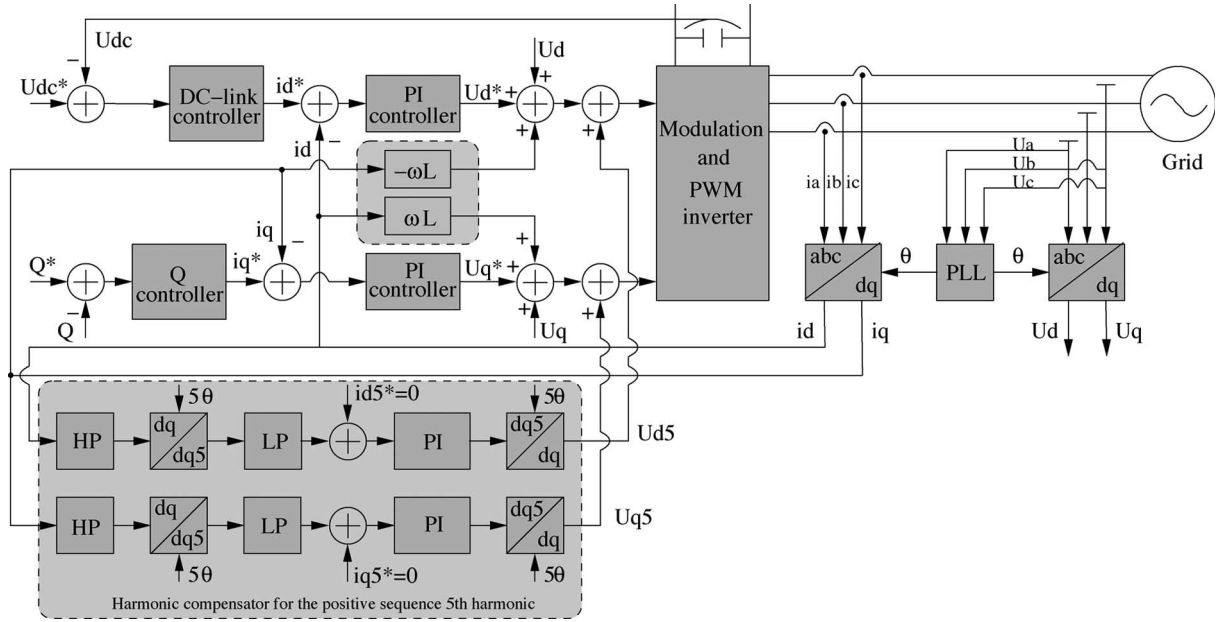 Udc
Ud
Udc*
DC-link
controller
id*
PI
controller
Ud*
id
Modulation
and
PWM
inverter
Grid
-ωL
ωL
iq
Q*
Q
Q
controller
iq*
PI
controller
Uq*
Uq
ia
ib
ic
Ua
Ub
Uc
abc
dq
θ
PLL
θ
abc
dq
id
iq
Ud
Uq
5θ
id5*=0
5θ
HP
dq
dq5
LP
PI
dq5
dq
Ud5
HP
dq
dq5
LP
PI
dq5
dq
Uq5
5θ
iq5*=0
5θ
Harmonic compensator for the positive sequence 5th harmonic